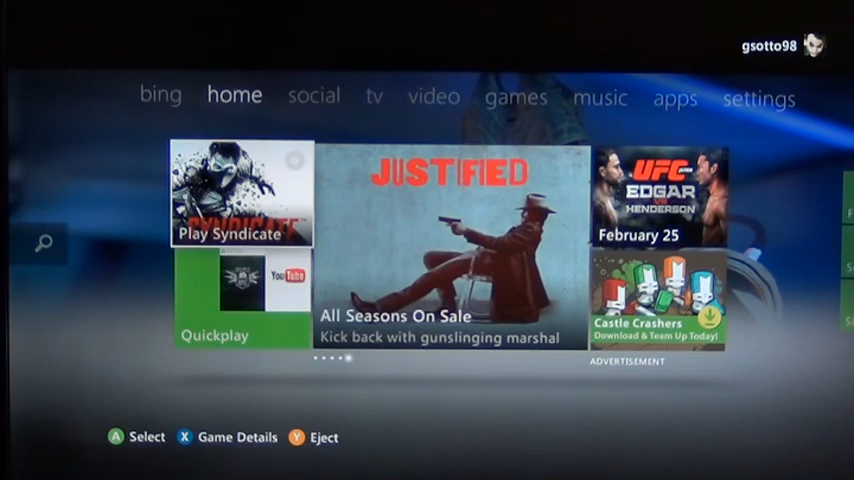 gsotto98
bing home social tv video games music apps settings
SYNDICATE
Play Syndicate
JUSTIFIED
All Seasons On Sale
Kick back with gunslinging marshal
UFC
EDGAR
VS
HENDERSON
February 25
YouTube
Quickplay
Castle Crashers
Download & Team Up Today!
ADVERTISEMENT
A Select X Game Details Y Eject